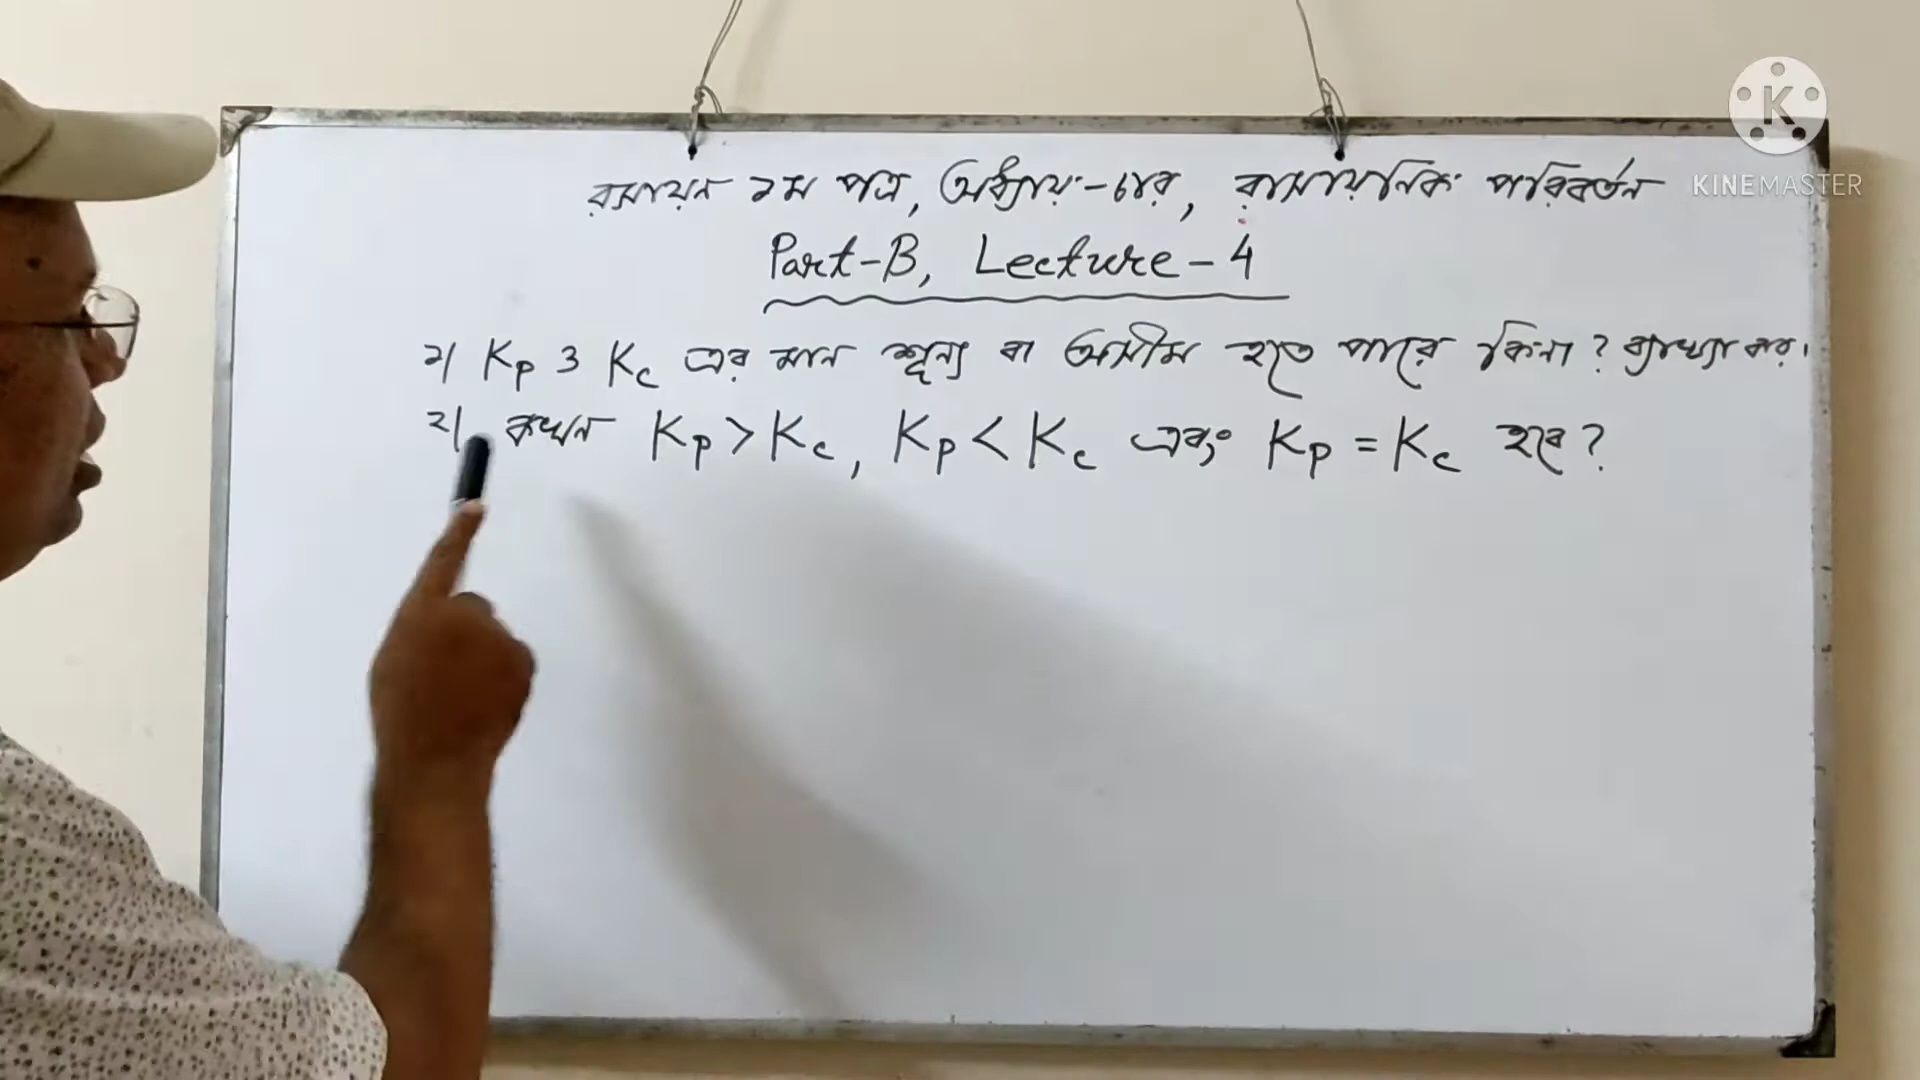 রসায়ন ১ম পত্র, অধ্যায়-৪র্থ, রাসায়নিক পরিবর্তন
KINEMASTER
Part-B, Lecture-4
১। Kp ও Kc এর মান শূন্য বা অসীম হতে পারে কিনা? ব্যাখ্যা কর।
২। কখন Kp > Kc, Kp < Kc এবং Kp = Kc হবে?